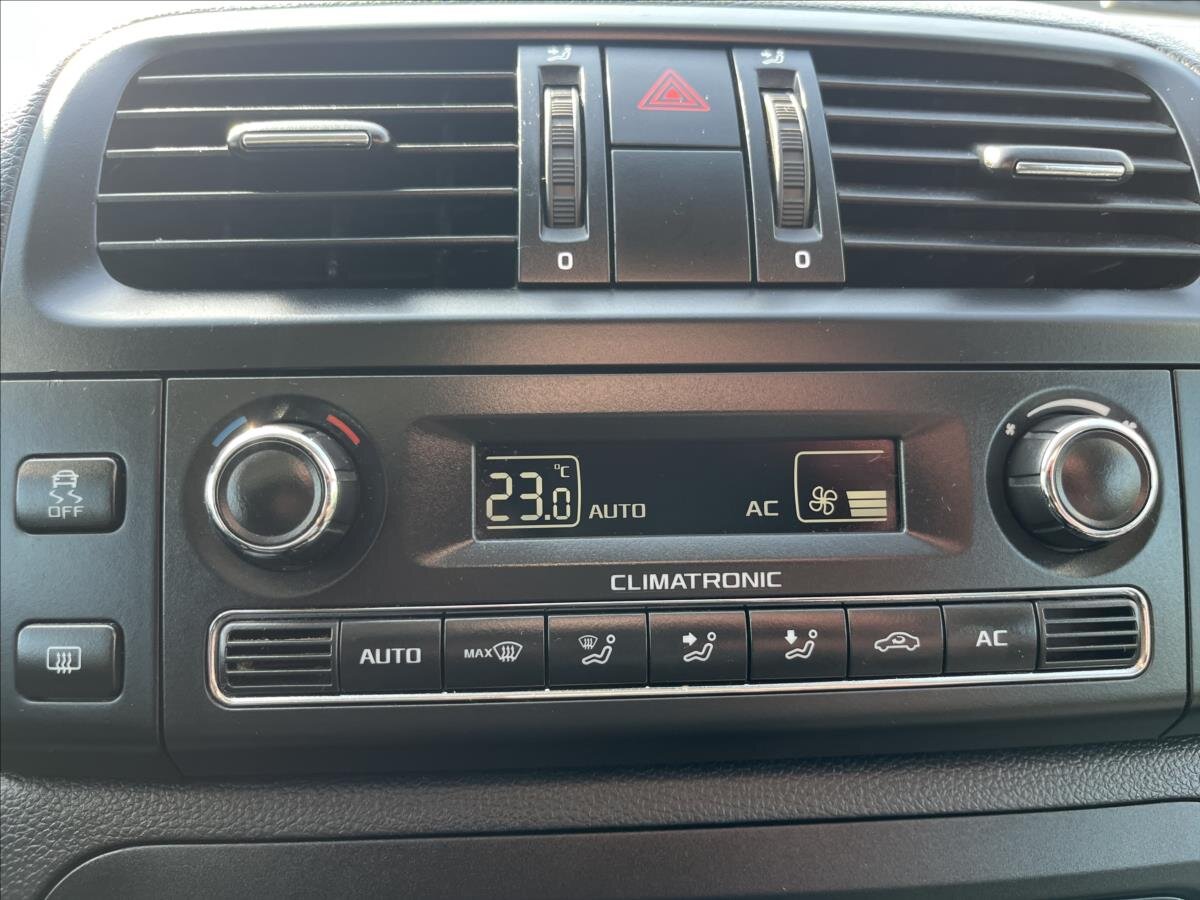 0 0
23.0 °C AUTO AC
OFF
CLIMATRONIC
AUTO MAX AC